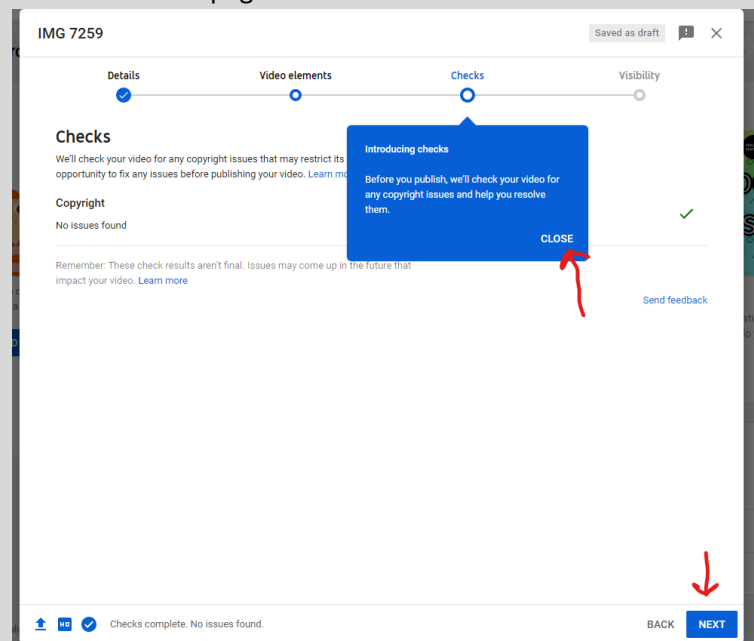 IMG 7259
Saved as draft
Details
Video elements
Checks
Visibility
Checks
We'll check your video for any copyright issues that may restrict its
opportunity to fix any issues before publishing your video. Learn mo
Copyright
No issues found
Introducing checks
Before you publish, we'll check your video for
any copyright issues and help you resolve
them.
CLOSE
Remember: These check results aren't final. Issues may come up in the future that
impact your video. Learn more
Send feedback
HD
Checks complete. No issues found.
BACK
NEXT